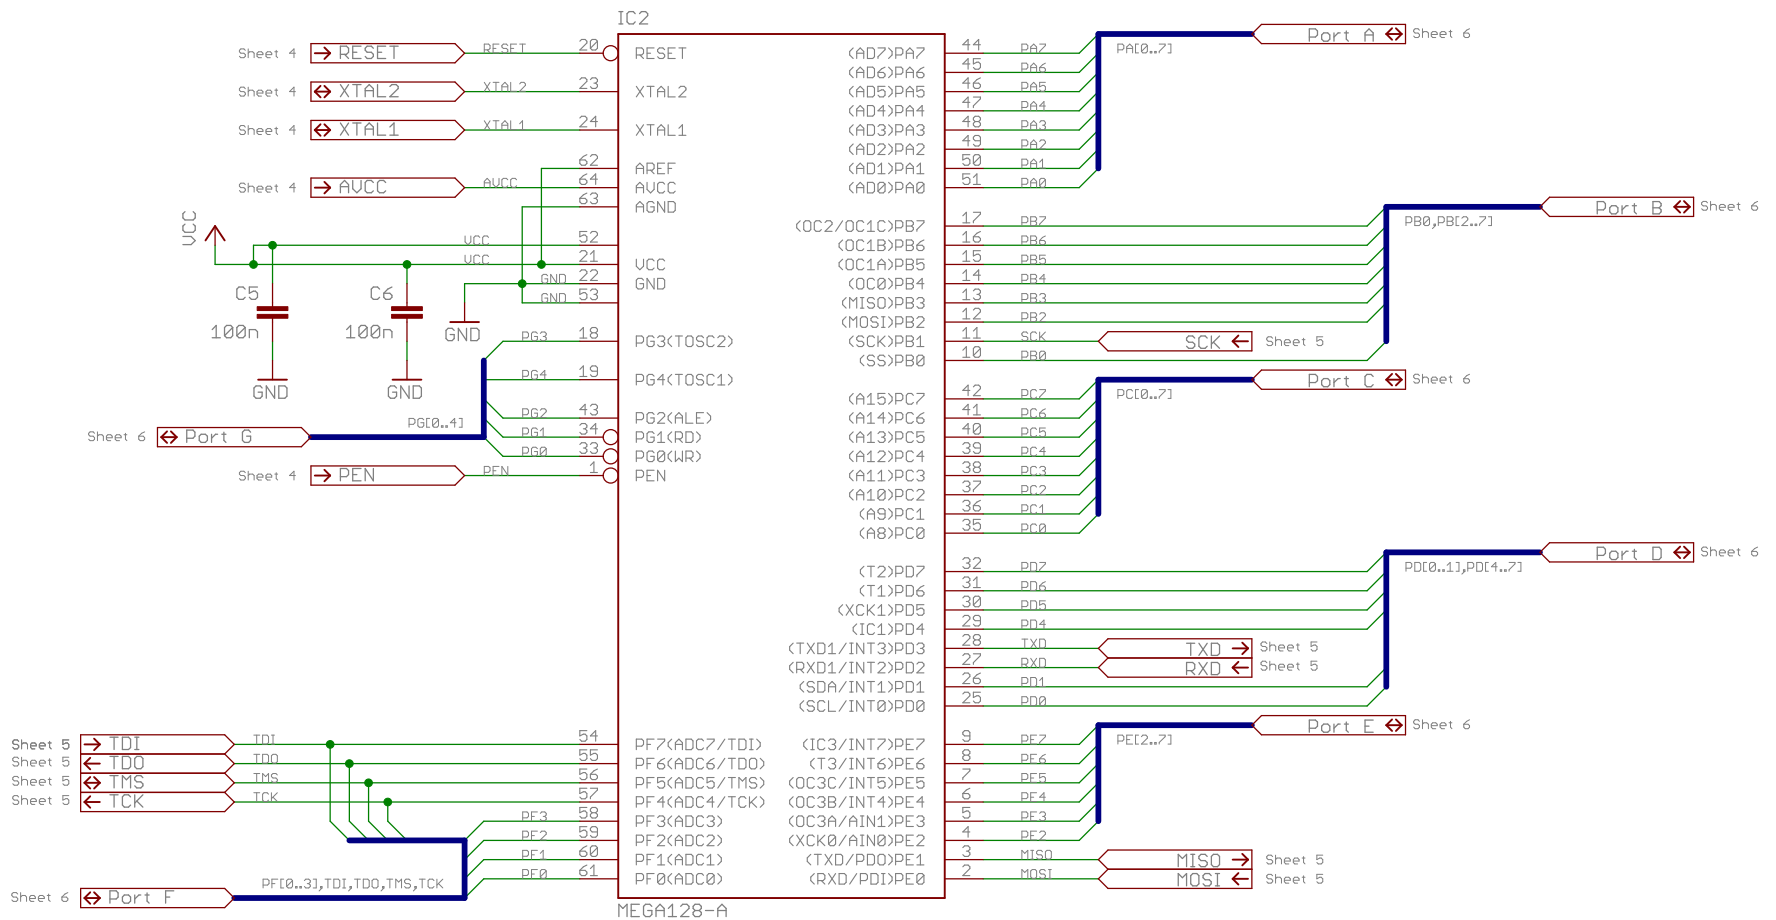 IC2
Sheet 4 RESET RESET 20 RESET
Sheet 4 XTAL2 XTAL2 23 XTAL2
Sheet 4 XTAL1 XTAL1 24 XTAL1
62 AREF
Sheet 4 AVCC AVCC 64 AVCC
63 AGND
VCC
VCC 52
VCC 21 VCC
GND 22 GND
GND 53
C5
100n
GND
C6
100n
GND
GND
PG3 18 PG3(TOSC2)
PG4 19 PG4(TOSC1)
PG2 43 PG2(ALE)
PG[0..4]
Sheet 6 Port G PG1 34 PG1(RD)
PG0 33 PG0(WR)
Sheet 4 PEN PEN 1 PEN
Sheet 5 TDI TDI 54 PF7(ADC7/TDI)
Sheet 5 TDO TDO 55 PF6(ADC6/TDO)
Sheet 5 TMS TMS 56 PF5(ADC5/TMS)
Sheet 5 TCK TCK 57 PF4(ADC4/TCK)
PF3 58 PF3(ADC3)
PF2 59 PF2(ADC2)
PF1 60 PF1(ADC1)
PF0 61 PF0(ADC0)
PF[0..3],TDI,TDO,TMS,TCK
Sheet 6 Port F
MEGA128-A
Port A Sheet 6
PA[0..7]
(AD7)PA7 44 PA7
(AD6)PA6 45 PA6
(AD5)PA5 46 PA5
(AD4)PA4 47 PA4
(AD3)PA3 48 PA3
(AD2)PA2 49 PA2
(AD1)PA1 50 PA1
(AD0)PA0 51 PA0
Port B Sheet 6
PB0,PB[2..7]
(OC2/OC1C)PB7 17 PB7
(OC1B)PB6 16 PB6
(OC1A)PB5 15 PB5
(OC0)PB4 14 PB4
(MISO)PB3 13 PB3
(MOSI)PB2 12 PB2
(SCK)PB1 11 SCK SCK Sheet 5
(SS)PB0 10 PB0
Port C Sheet 6
PC[0..7]
(A15)PC7 42 PC7
(A14)PC6 41 PC6
(A13)PC5 40 PC5
(A12)PC4 39 PC4
(A11)PC3 38 PC3
(A10)PC2 37 PC2
(A9)PC1 36 PC1
(A8)PC0 35 PC0
Port D Sheet 6
PD[0..1],PD[4..7]
(T2)PD7 32 PD7
(T1)PD6 31 PD6
(XCK1)PD5 30 PD5
(IC1)PD4 29 PD4
(TXD1/INT3)PD3 28 TXD TXD Sheet 5
(RXD1/INT2)PD2 27 RXD RXD Sheet 5
(SDA/INT1)PD1 26 PD1
(SCL/INT0)PD0 25 PD0
Port E Sheet 6
PE[2..7]
(IC3/INT7)PE7 9 PE7
(T3/INT6)PE6 8 PE6
(OC3C/INT5)PE5 7 PE5
(OC3B/INT4)PE4 6 PE4
(OC3A/AIN1)PE3 5 PE3
(XCK0/AIN0)PE2 4 PE2
(TXD/PDO)PE1 3 MISO MISO Sheet 5
(RXD/PDI)PE0 2 MOSI MOSI Sheet 5